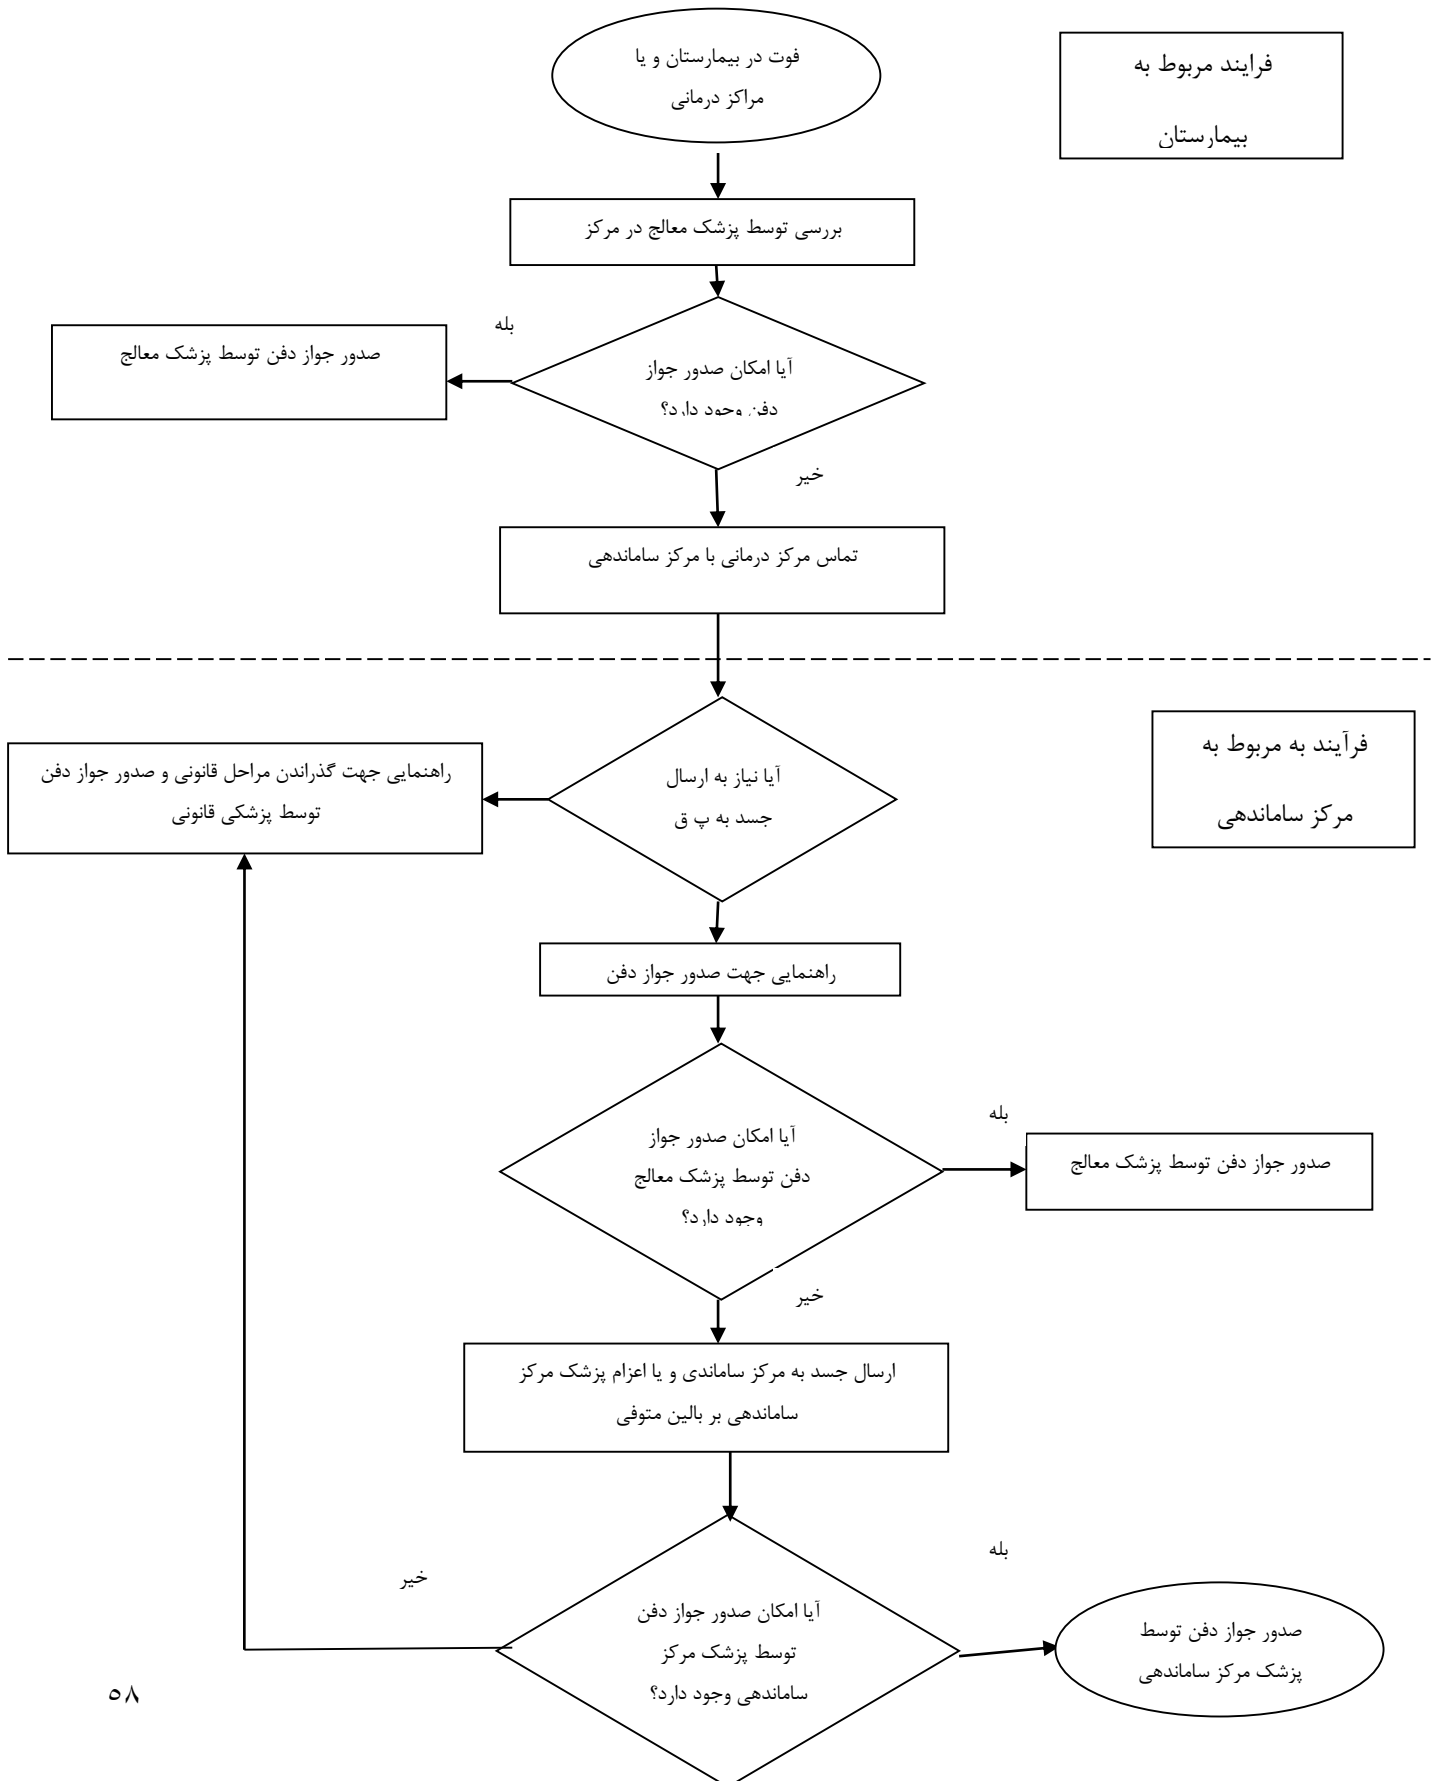 فوت در بیمارستان و یا
مراکز درمانی
فرایند مربوط به
بیمارستان
بررسی توسط پزشک معالج در مرکز
بله
صدور جواز دفن توسط پزشک معالج
آیا امکان صدور جواز
دفن وجود دارد؟
خیر
تماس مرکز درمانی با مرکز ساماندهی
فرآیند به مربوط به
مرکز ساماندهی
آیا نیاز به ارسال
جسد به پ ق
راهنمایی جهت گذراندن مراحل قانونی و صدور جواز دفن
توسط پزشکی قانونی
راهنمایی جهت صدور جواز دفن
آیا امکان صدور جواز
دفن توسط پزشک معالج
وجود دارد؟
بله
صدور جواز دفن توسط پزشک معالج
خیر
ارسال جسد به مرکز ساماندی و یا اعزام پزشک مرکز
ساماندهی بر بالین متوفی
بله
خیر
آیا امکان صدور جواز دفن
توسط پزشک مرکز
ساماندهی وجود دارد؟
صدور جواز دفن توسط
پزشک مرکز ساماندهی
۵۸